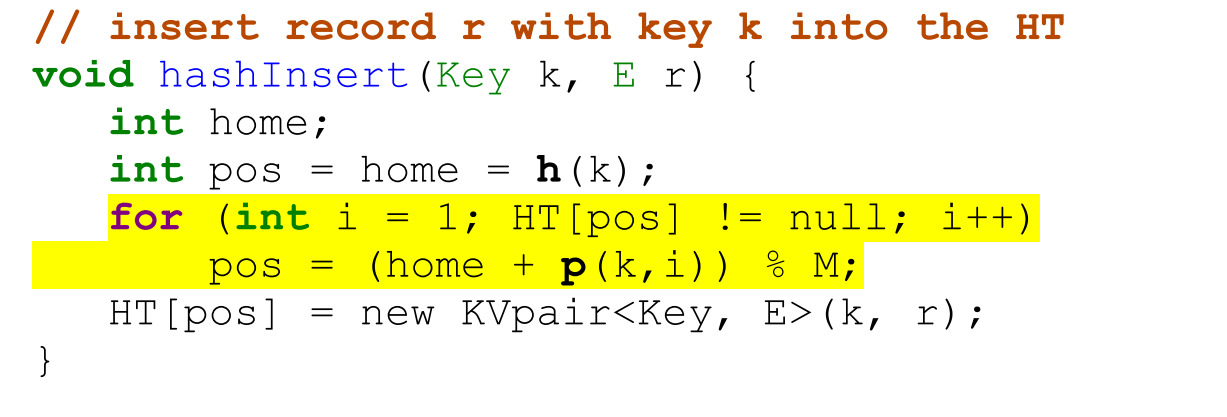 // insert record r with key k into the HT
void hashInsert(Key k, E r) {
int home;
int pos = home = h(k);
for (int i = 1; HT[pos] != null; i++)
pos = (home + p(k,i)) % M;
HT[pos] = new KVpair<Key, E>(k, r);
}